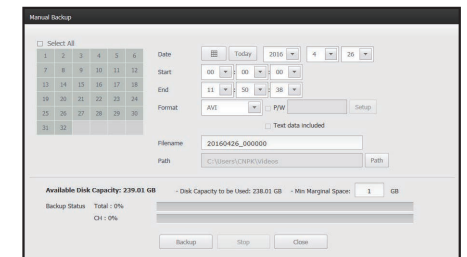 Manual Backup
Select All
1 2 3 4 5 6
7 8 9 10 11 12
13 14 15 16 17 18
19 20 21 22 23 24
25 26 27 28 29 30
31 32
Date Today 2016 4 26
Start 00 : 00 : 00
End 11 : 50 : 38
Format AVI P/W Setup
Text data included
Filename 20160426_000000
Path C:\Users\CNPK\Videos Path
Available Disk Capacity: 239.01 GB - Disk Capacity to be Used: 238.01 GB - Min Marginal Space: 1 GB
Backup Status Total : 0%
CH : 0%
Backup Stop Close